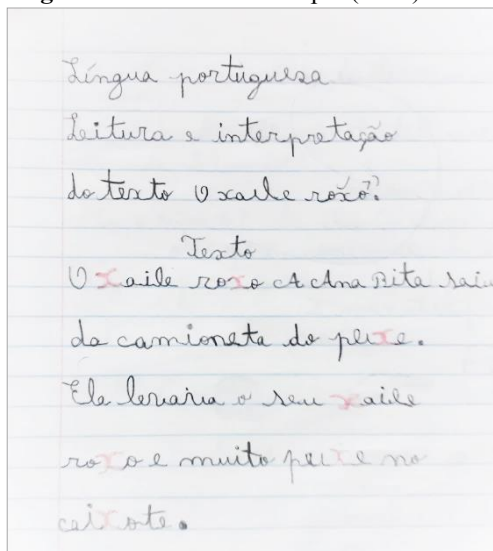 Língua portuguesa
Leitura e interpretação
do texto O xaile roxo".
Texto
O xaile roxo A Ana Rita sai
da camioneta do peixe.
Ela levaria o seu xaile
roxo e muito peixe no
caixote.